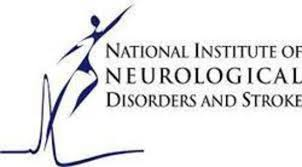 NATIONAL INSTITUTE OF
NEUROLOGICAL
DISORDERS AND STROKE